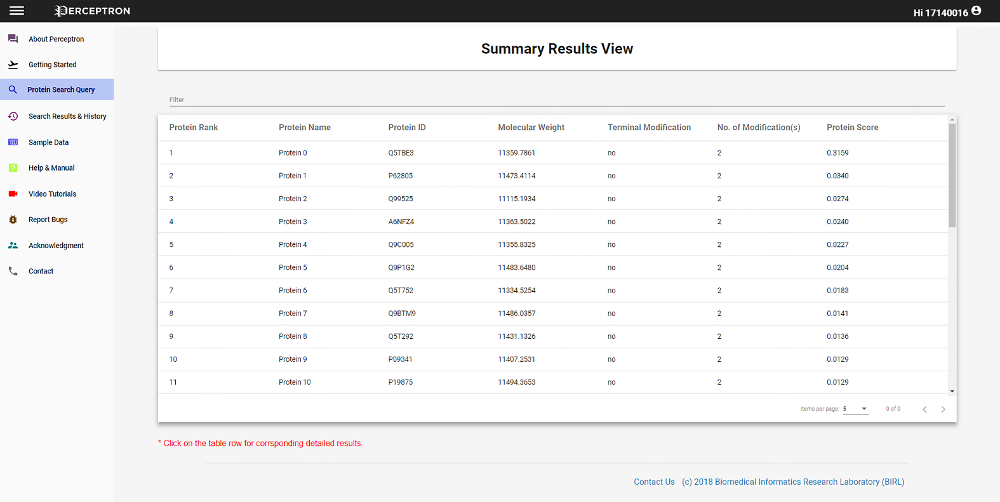 PERCEPTRON
Hi 17140016
About Perceptron
Getting Started
Protein Search Query
Search Results & History
Sample Data
Help & Manual
Video Tutorials
Report Bugs
Acknowledgment
Contact
Summary Results View
Filter
Protein Rank Protein Name Protein ID Molecular Weight Terminal Modification No. of Modification(s) Protein Score
1 Protein 0 Q5TBE3 11359.7861 no 2 0.3159
2 Protein 1 P62805 11473.4114 no 2 0.0340
3 Protein 2 Q99525 11115.1934 no 2 0.0274
4 Protein 3 A6NFZ4 11363.5022 no 2 0.0240
5 Protein 4 Q9C005 11355.8325 no 2 0.0227
6 Protein 5 Q9P1G2 11483.6480 no 2 0.0204
7 Protein 6 Q5T752 11334.5254 no 2 0.0183
8 Protein 7 Q9BTM9 11486.0357 no 2 0.0141
9 Protein 8 Q5T292 11431.1326 no 2 0.0136
10 Protein 9 P09341 11407.2531 no 2 0.0129
11 Protein 10 P19875 11494.3653 no 2 0.0129
Items per page: 5 0 of 0
* Click on the table row for corrsponding detailed results.
Contact Us (c) 2018 Biomedical Informatics Research Laboratory (BIRL)